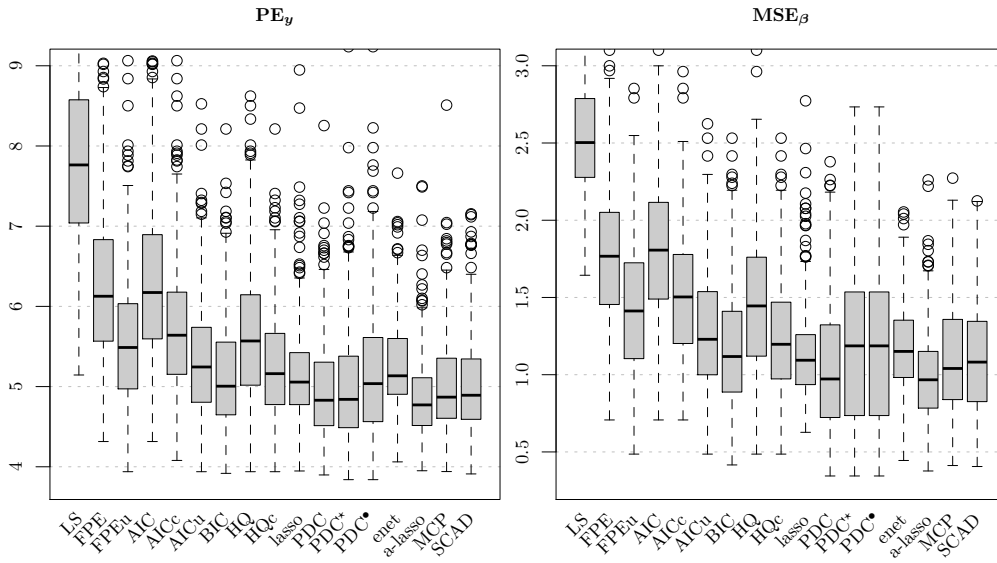 PE_y
9
8
7
6
5
4
LS
FPE
FPEu
AIC
AICc
AICu
BIC
HQ
HQc
lasso
PDC
PDC*
PDC•
enet
a-lasso
MCP
SCAD
MSE_β
3.0
2.5
2.0
1.5
1.0
0.5
LS
FPE
FPEu
AIC
AICc
AICu
BIC
HQ
HQc
lasso
PDC
PDC*
PDC•
enet
a-lasso
MCP
SCAD